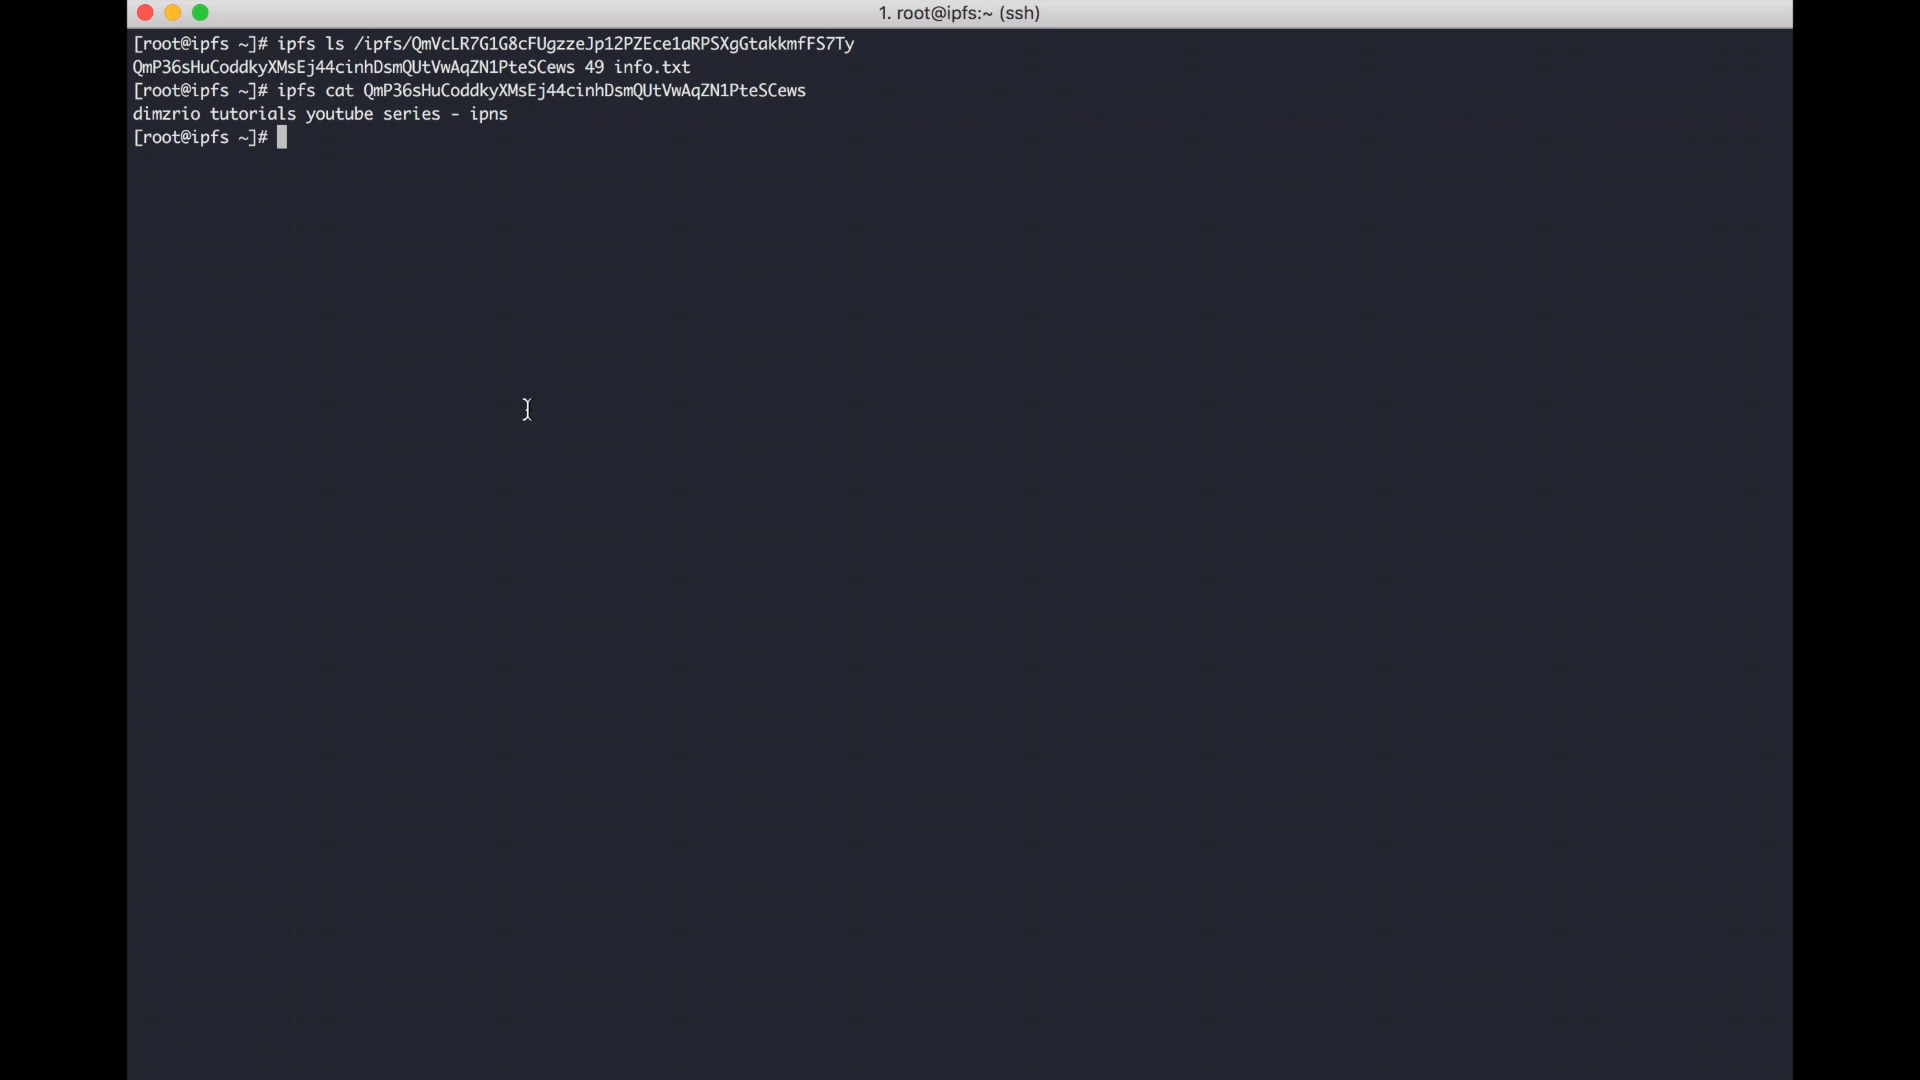 1. root@ipfs:~ (ssh)
[root@ipfs ~]# ipfs ls /ipfs/QmVcLR7G1G8cFUgzzeJp12PZEce1aRPSXgGtakkmfFS7Ty
QmP36sHuCoddkyXMsEj44cinhDsmQUtVwAqZN1PteSCews 49 info.txt
[root@ipfs ~]# ipfs cat QmP36sHuCoddkyXMsEj44cinhDsmQUtVwAqZN1PteSCews
dimzrio tutorials youtube series - ipns
[root@ipfs ~]#